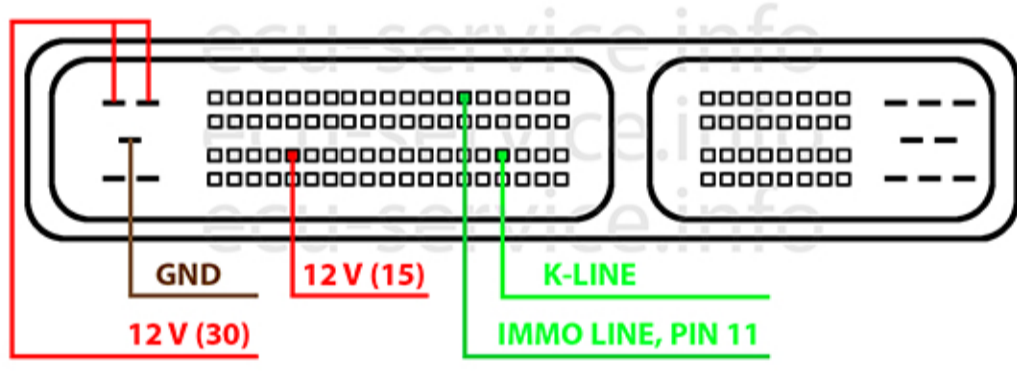 ecu-service.info
ecu-service.info
ecu-service.info
GND
12 V (15)
K-LINE
12 V (30)
IMMO LINE, PIN 11